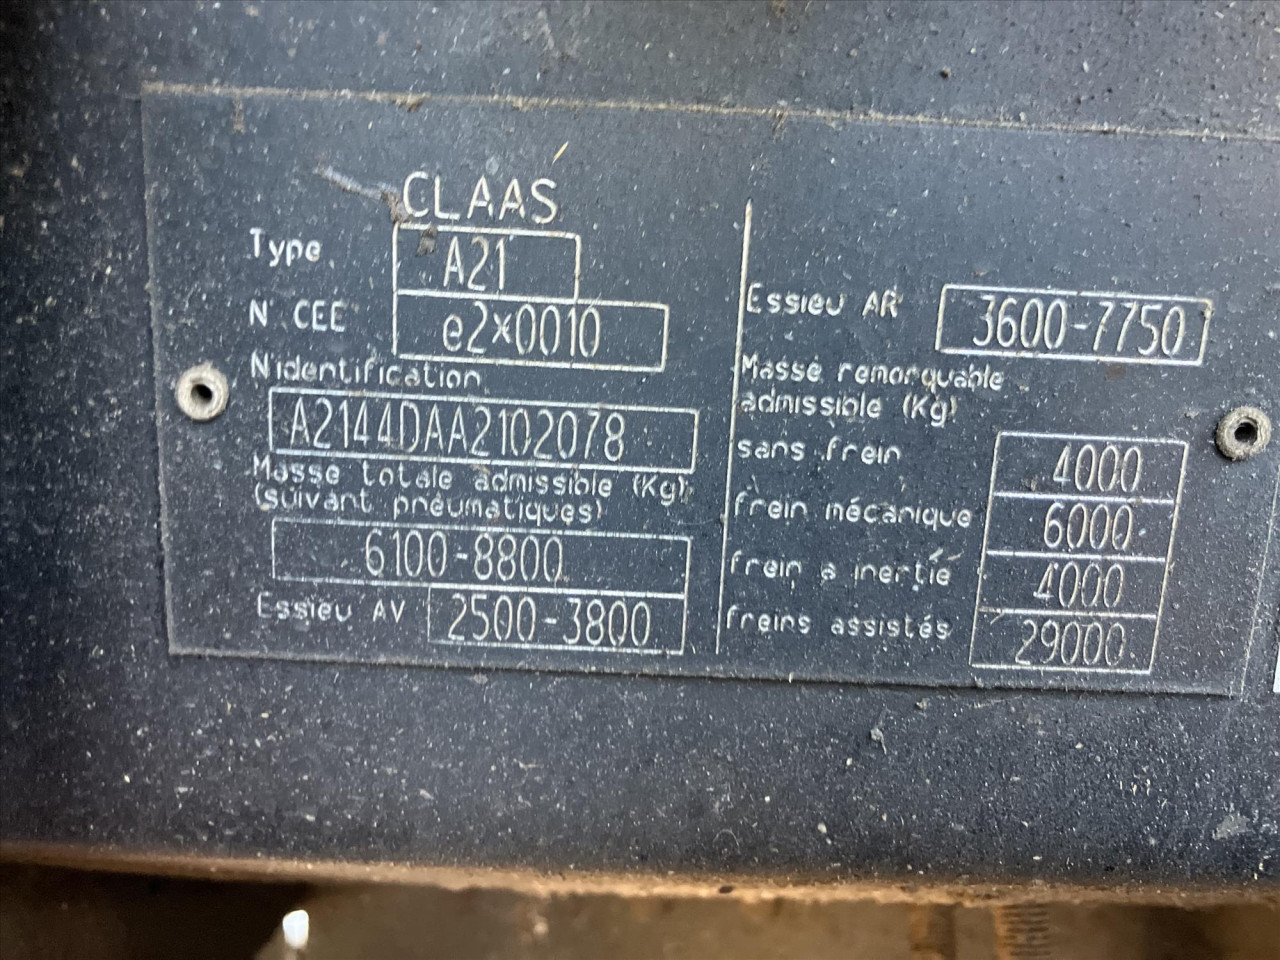 CLAAS
Type A21
N° CEE e2*0010
N°identification
A2144DAA2102078
Masse totale admissible (Kg)
(suivant pneumatiques)
6100-8800
Essieu AV 2500-3800
Essieu AR 3600-7750
Masse remorquable
admissible (Kg)
sans frein 4000
frein mécanique 6000
frein a inertie 4000
freins assistés 29000